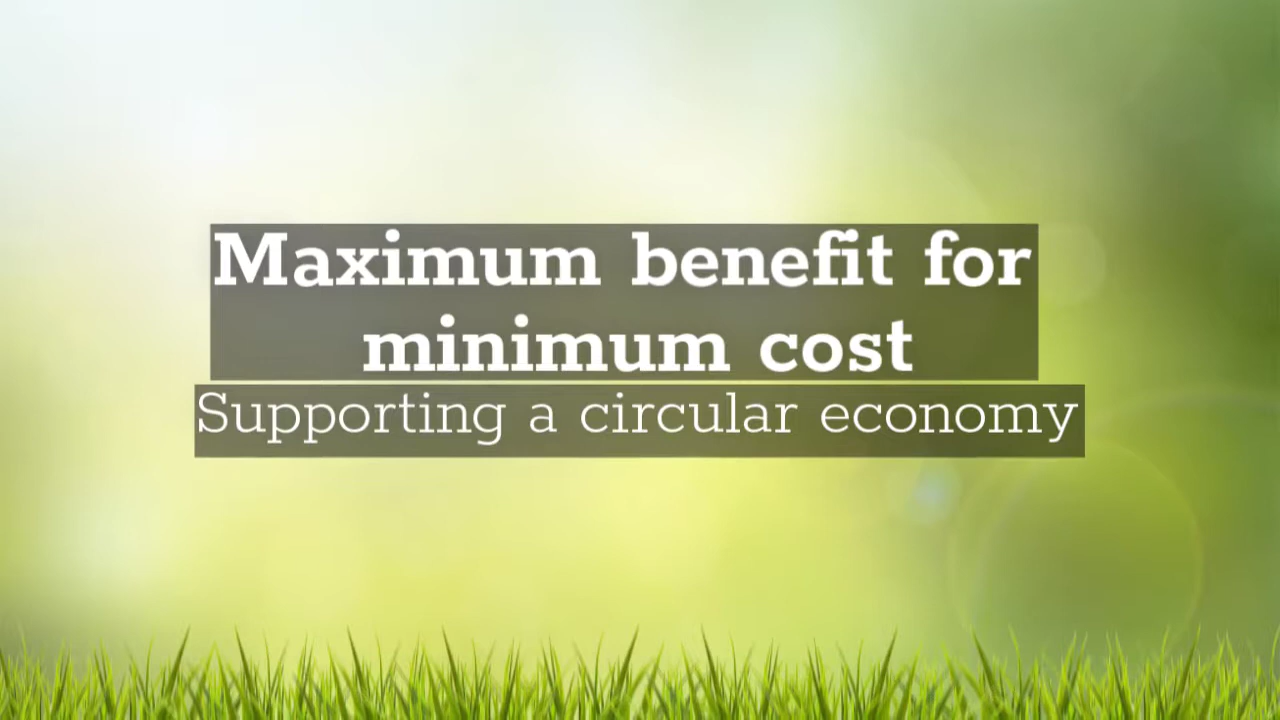 Maximum benefit for
minimum cost
Supporting a circular economy